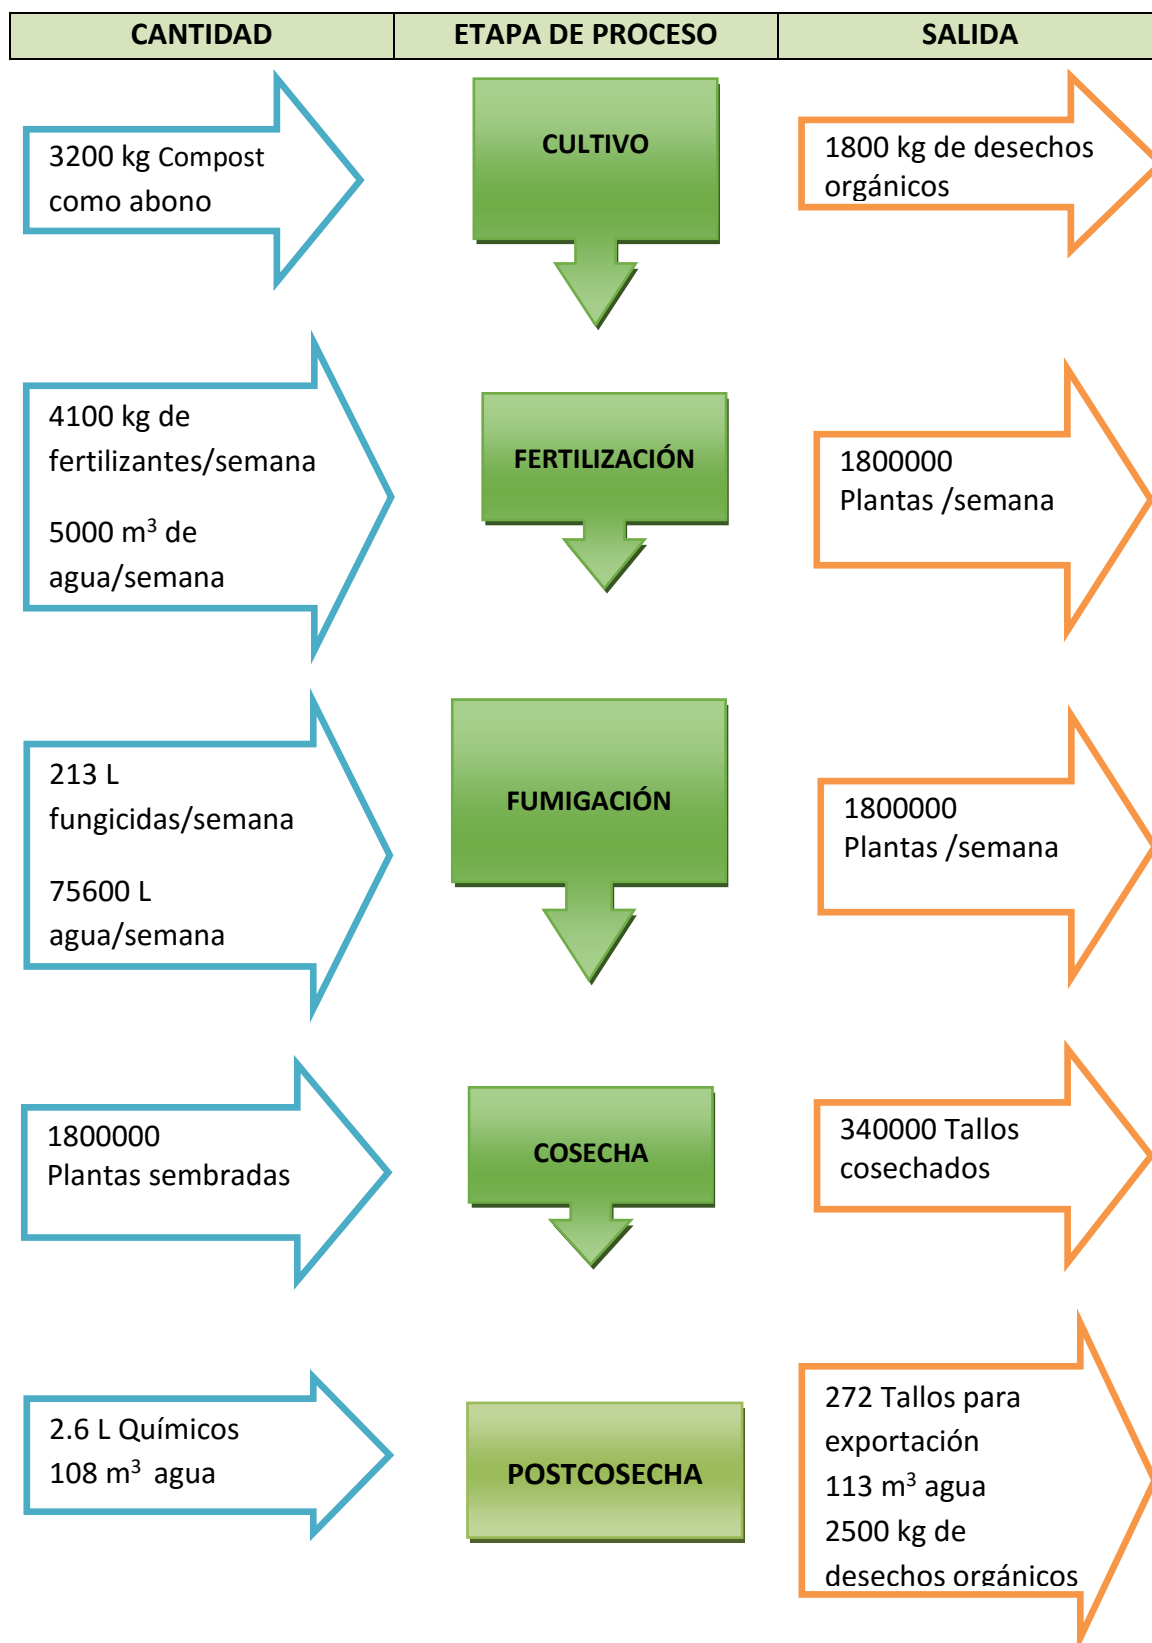 CANTIDAD ETAPA DE PROCESO SALIDA
3200 kg Compost
como abono
CULTIVO
1800 kg de desechos
orgánicos
4100 kg de
fertilizantes/semana
5000 m³ de
agua/semana
FERTILIZACIÓN
1800000
Plantas /semana
213 L
fungicidas/semana
75600 L
agua/semana
FUMIGACIÓN
1800000
Plantas /semana
1800000
Plantas sembradas
COSECHA
340000 Tallos
cosechados
2.6 L Químicos
108 m³ agua
POSTCOSECHA
272 Tallos para
exportación
113 m³ agua
2500 kg de
desechos orgánicos